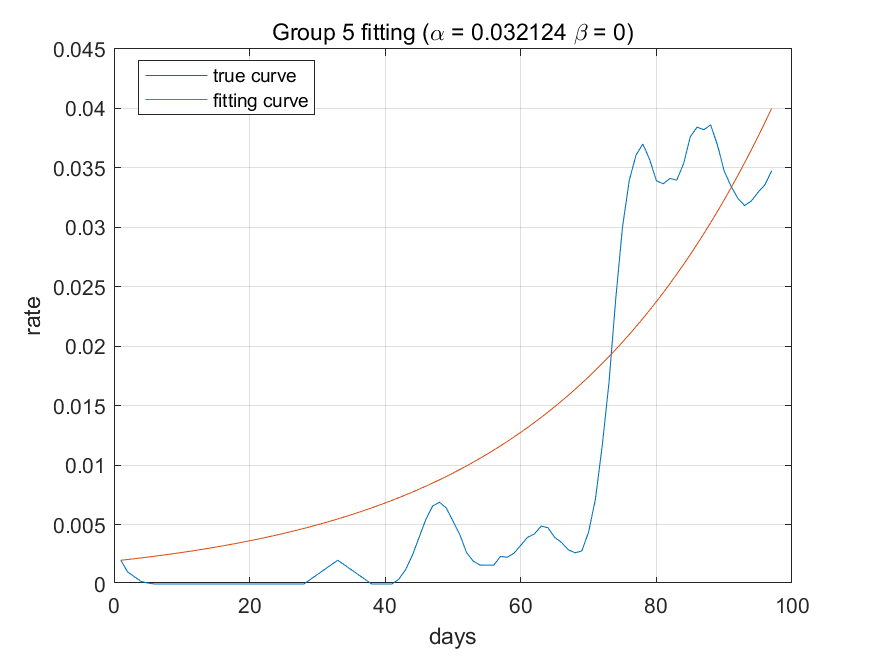 Group 5 fitting (α = 0.032124 β = 0)
0.045
true curve
fitting curve
0.04
0.035
0.03
0.025
rate
0.02
0.015
0.01
0.005
0
0 20 40 60 80 100
days